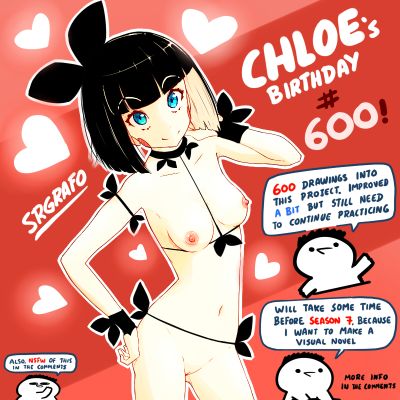 CHLOE's
BIRTHDAY
#
600!
SRGRAFO
600 DRAWINGS INTO
THIS PROJECT. IMPROVED
A BIT BUT STILL NEED
TO CONTINUE PRACTICING
WILL TAKE SOME TIME
BEFORE SEASON 7. BECAUSE
I WANT TO MAKE A
VISUAL NOVEL
ALSO, NSFW OF THIS
IN THE COMMENTS
MORE INFO
IN THE COMMENTS